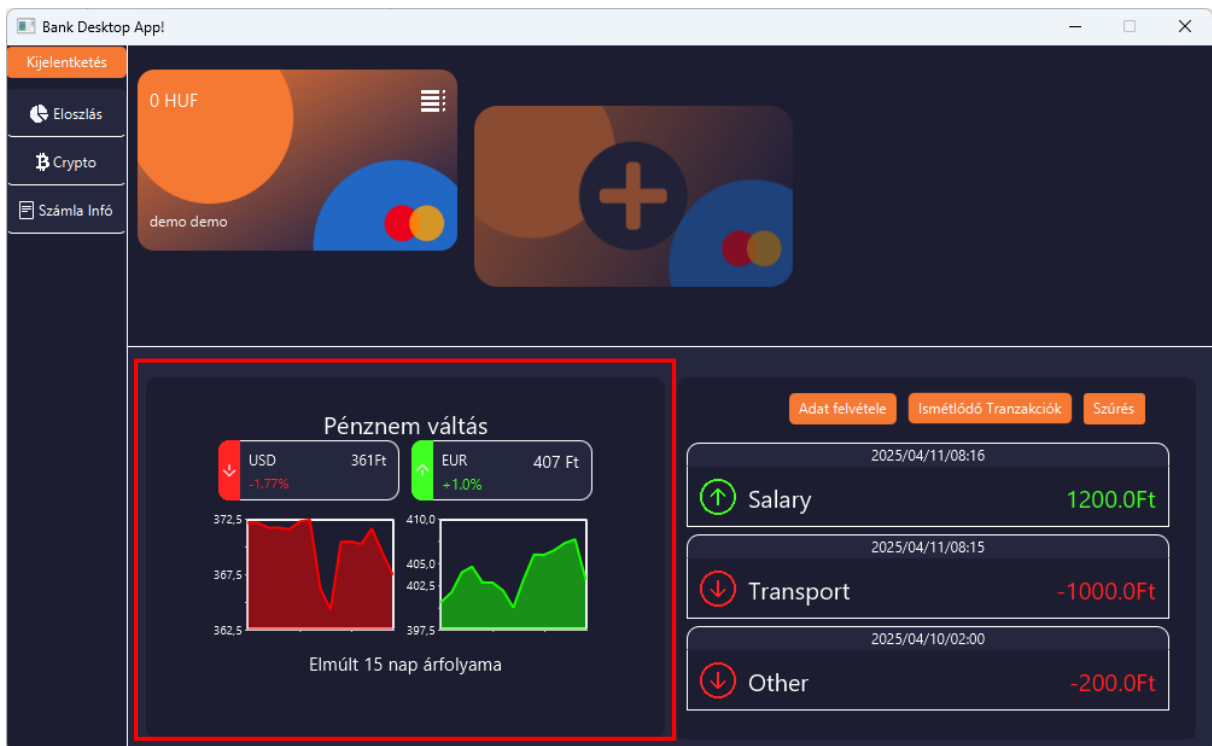 Bank Desktop App!
Kijelentketés
Eloszlás
Crypto
Számla Infó
0 HUF
demo demo
Pénznem váltás
USD 361Ft
-1.77%
EUR 407 Ft
+1.0%
372,5
367,5
362,5
410,0
405,0
402,5
397,5
Elmúlt 15 nap árfolyama
Adat felvétele Ismétlődő Tranzakciók Szűrés
2025/04/11/08:16
Salary 1200.0Ft
2025/04/11/08:15
Transport -1000.0Ft
2025/04/10/02:00
Other -200.0Ft